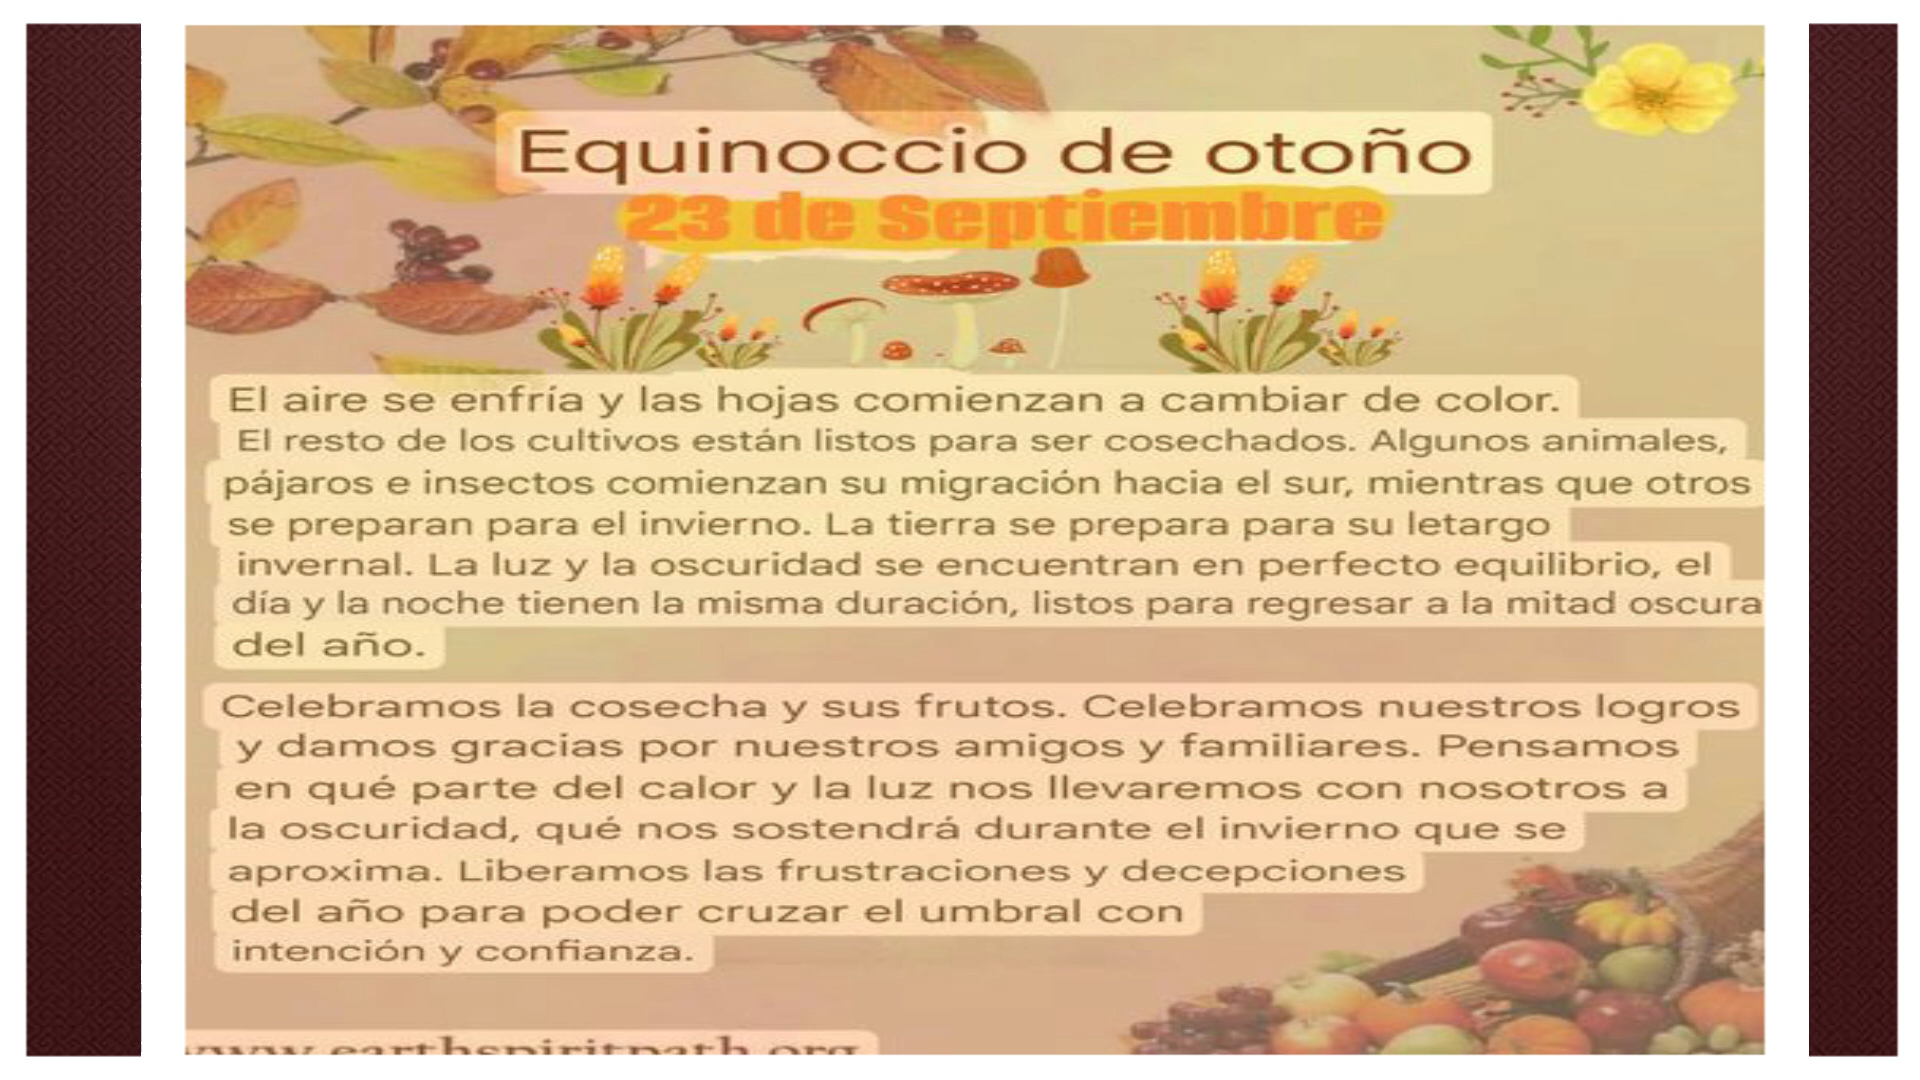 Equinoccio de otoño
23 de Septiembre
El aire se enfría y las hojas comienzan a cambiar de color.
El resto de los cultivos están listos para ser cosechados. Algunos animales,
pájaros e insectos comienzan su migración hacia el sur, mientras que otros
se preparan para el invierno. La tierra se prepara para su letargo
invernal. La luz y la oscuridad se encuentran en perfecto equilibrio, el
día y la noche tienen la misma duración, listos para regresar a la mitad oscura
del año.
Celebramos la cosecha y sus frutos. Celebramos nuestros logros
y damos gracias por nuestros amigos y familiares. Pensamos
en qué parte del calor y la luz nos llevaremos con nosotros a
la oscuridad, qué nos sostendrá durante el invierno que se
aproxima. Liberamos las frustraciones y decepciones
del año para poder cruzar el umbral con
intención y confianza.
www.earthspiritpath.org